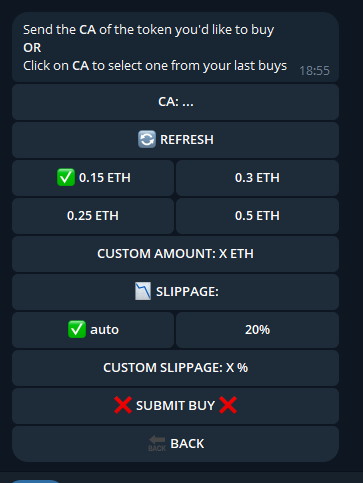 Send the CA of the token you'd like to buy
OR
Click on CA to select one from your last buys 18:55
CA: ...
REFRESH
0.15 ETH 0.3 ETH
0.25 ETH 0.5 ETH
CUSTOM AMOUNT: X ETH
SLIPPAGE:
auto 20%
CUSTOM SLIPPAGE: X %
❌ SUBMIT BUY ❌
BACK BACK